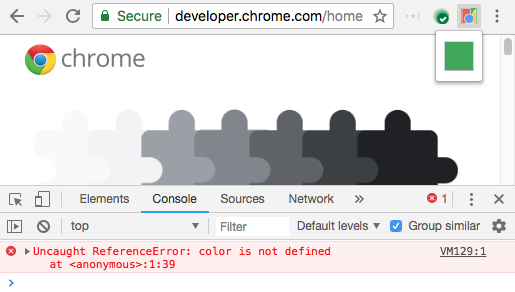 Secure
developer.chrome.com/home
chrome
Elements
Console
Sources
Network
1
top
Filter
Default levels
Group similar
Uncaught ReferenceError: color is not defined
VM129:1
at <anonymous>:1:39